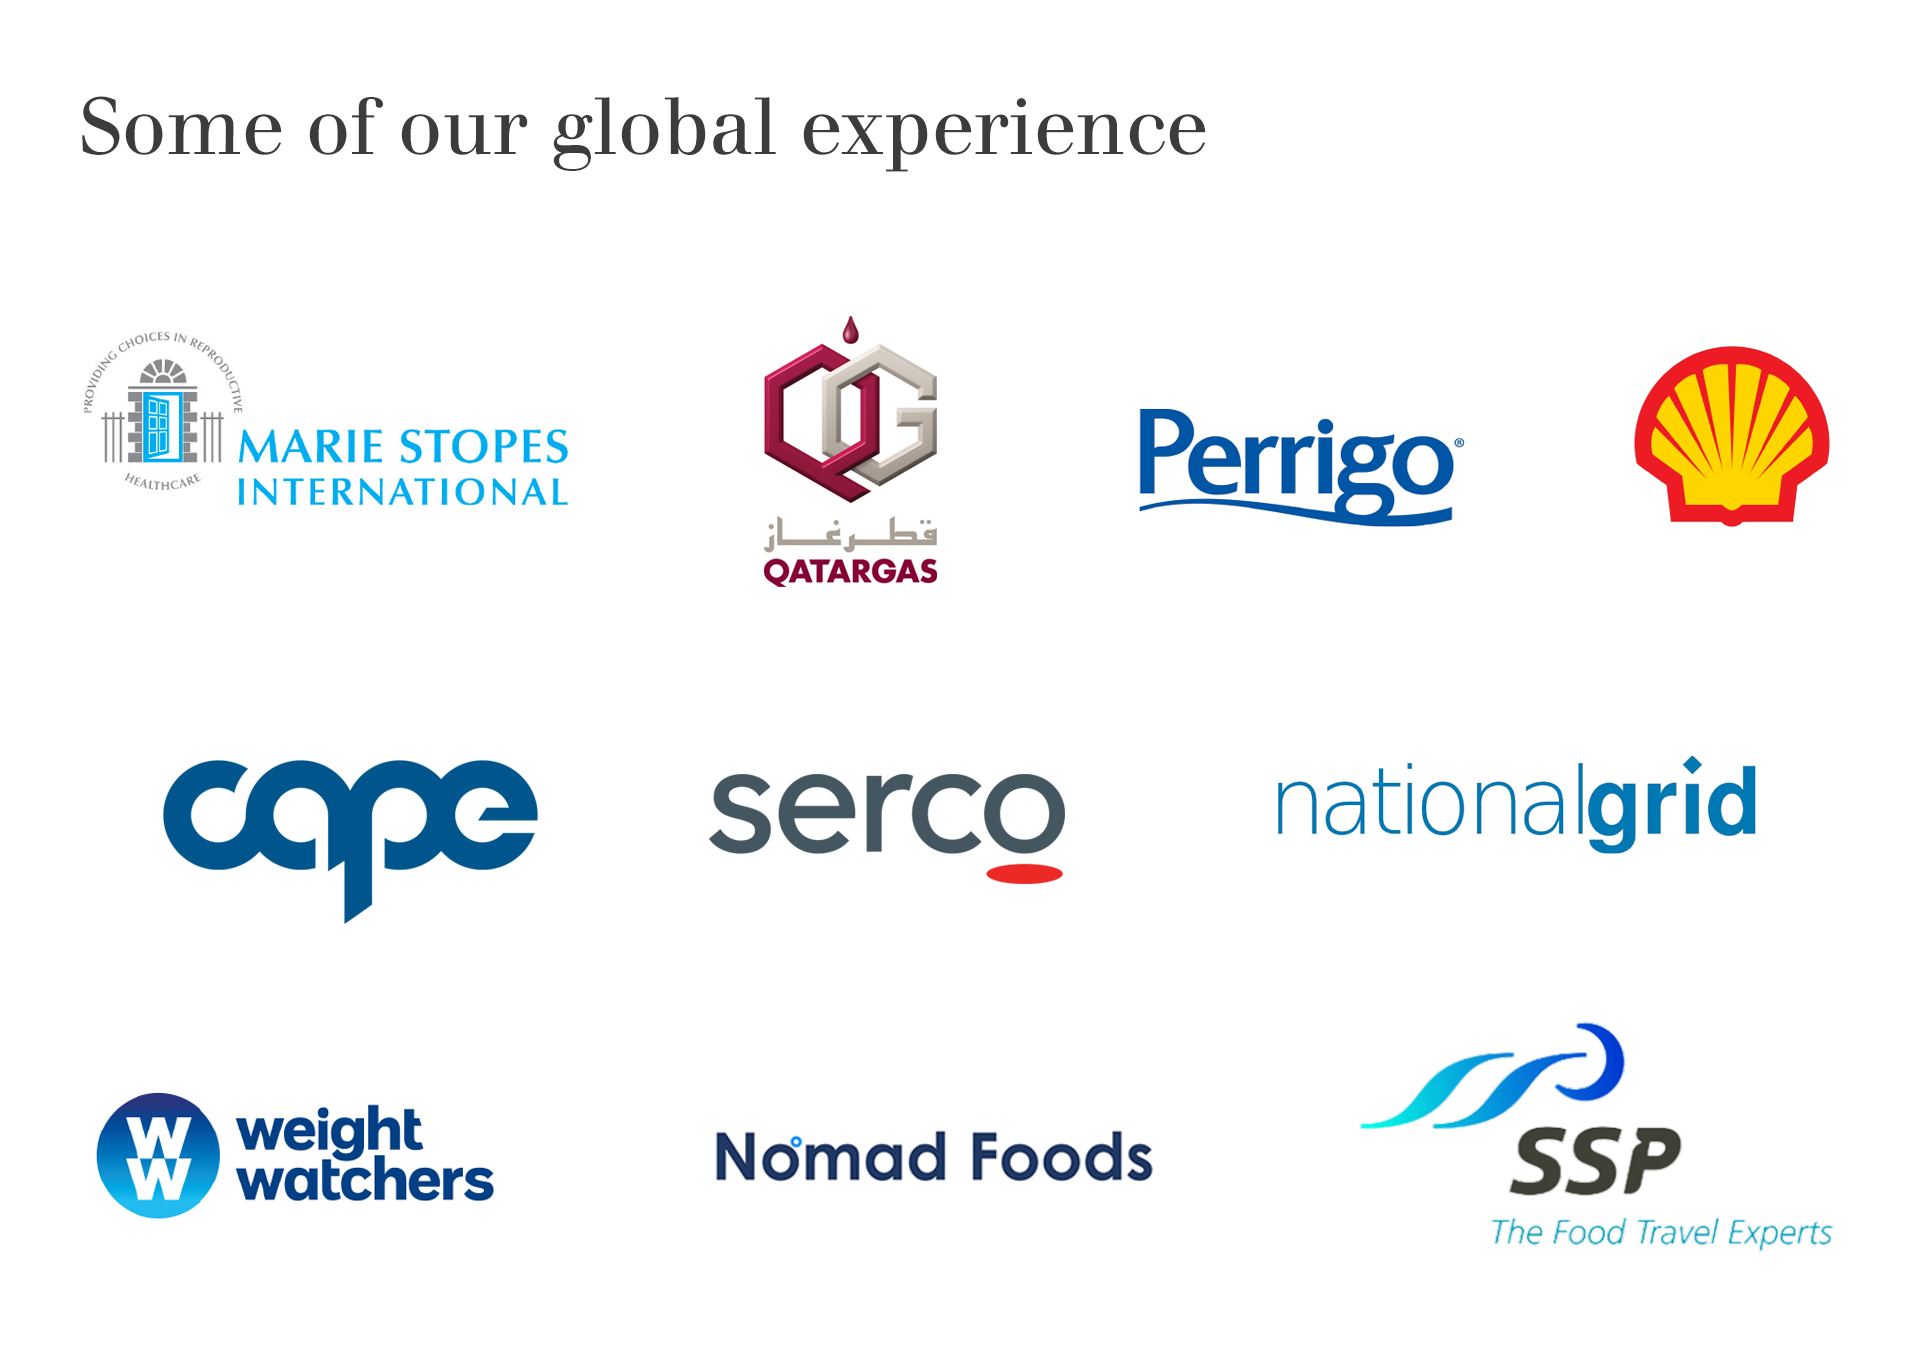 Some of our global experience
PROVIDING CHOICES IN REPRODUCTIVE
HEALTHCARE
MARIE STOPES
INTERNATIONAL
QG
قطرغاز
QATARGAS
Perrigo®
cape
serco
nationalgrid
WW
weight
watchers
Nomad Foods
SSP
The Food Travel Experts